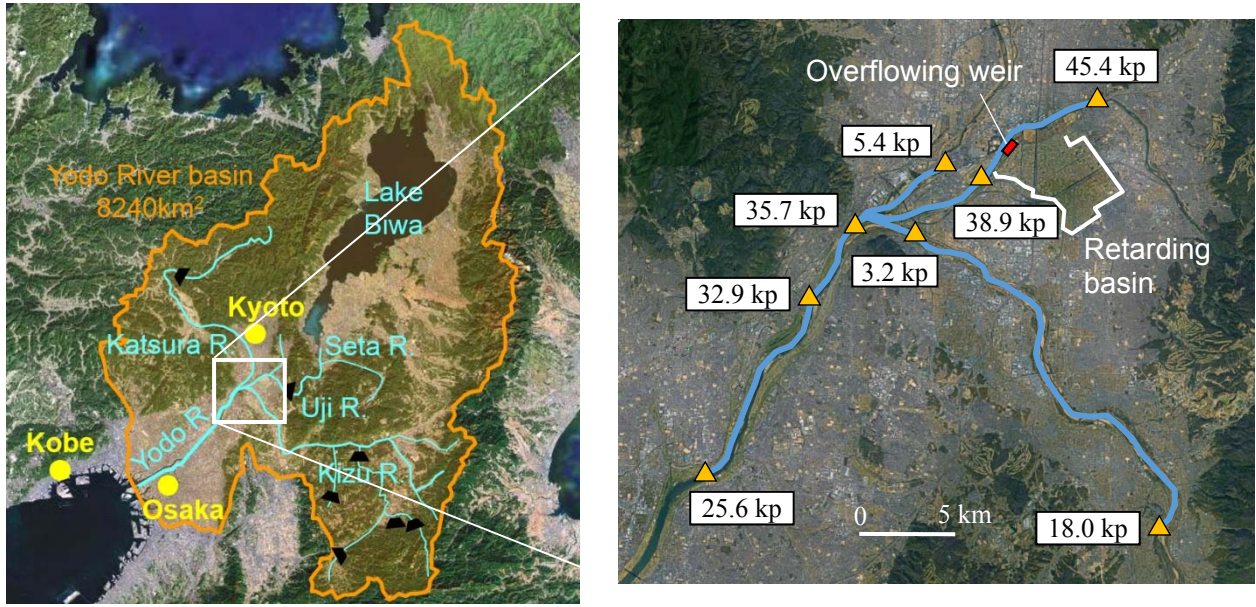 Yodo River basin
8240km²
Lake
Biwa
Kyoto
Katsura R.
Seta R.
Uji R.
Yodo R.
Kobe
Osaka
Kizu R.
Overflowing weir
45.4 kp
5.4 kp
35.7 kp
38.9 kp
3.2 kp
Retarding
basin
32.9 kp
25.6 kp
0
5 km
18.0 kp